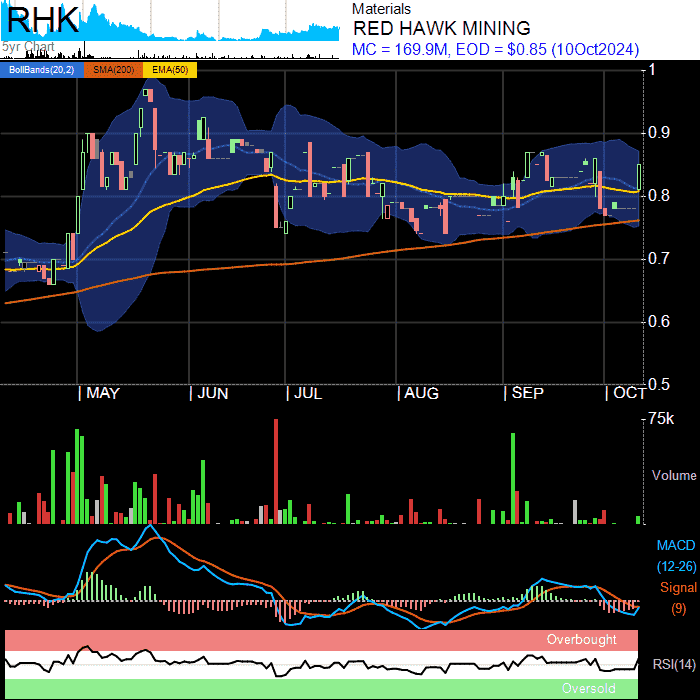 RHK
5yr Chart
Materials
RED HAWK MINING
MC = 169.9M, EOD = $0.85 (10Oct2024)
BollBands(20,2) SMA(200) EMA(50)
1
0.9
0.8
0.7
0.6
0.5
MAY JUN JUL AUG SEP OCT
75k
Volume
MACD
(12-26)
Signal
(9)
Overbought
RSI(14)
Oversold